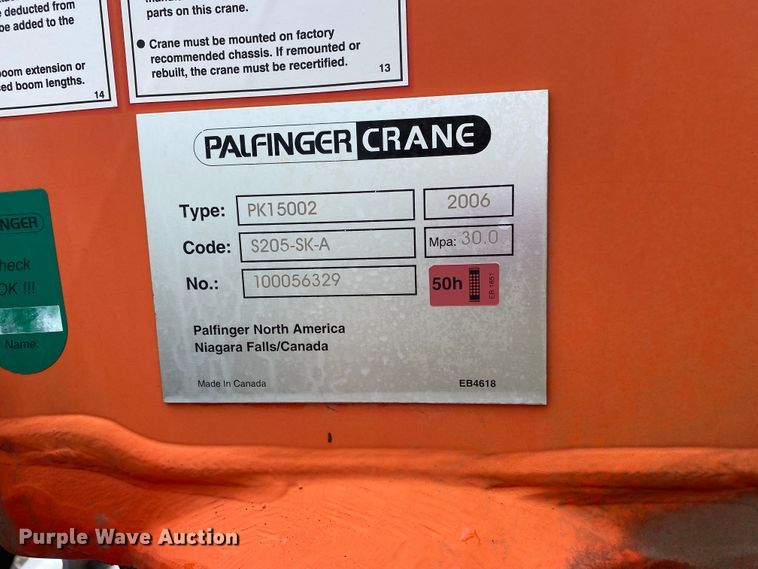 e deducted from
be added to the
boom extension or
ed boom lengths.
14
parts on this crane.
● Crane must be mounted on factory
recommended chassis. If remounted or
rebuilt, the crane must be recertified.
13
PALFINGER CRANE
Type: PK15002 2006
Code: S205-SK-A Mpa: 30.0
No.: 100056329 50h EB 1651
Palfinger North America
Niagara Falls/Canada
Made In Canada EB4618
NGER
heck
OK !!!
Name:
Purple Wave Auction